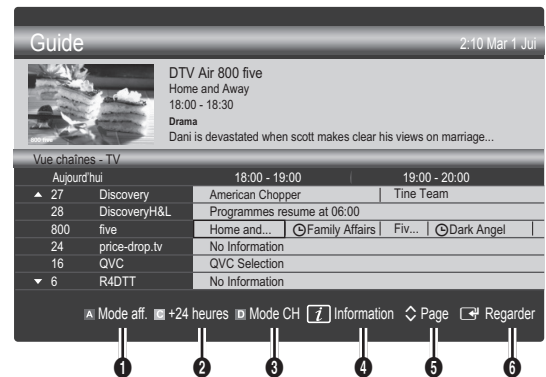 Guide 2:10 Mar 1 Jui
DTV Air 800 five
Home and Away
18:00 - 18:30
Drama
Dani is devastated when scott makes clear his views on marriage...
800 five
Vue chaînes - TV
Aujourd'hui 18:00 - 19:00 19:00 - 20:00
▲ 27 Discovery American Chopper Tine Team
28 DiscoveryH&L Programmes resume at 06:00
800 five Home and... Family Affairs Fiv... Dark Angel
24 price-drop.tv No Information
16 QVC QVC Selection
▼ 6 R4DTT No Information
A Mode aff. C +24 heures D Mode CH i Information Page Regarder
1 2 3 4 5 6